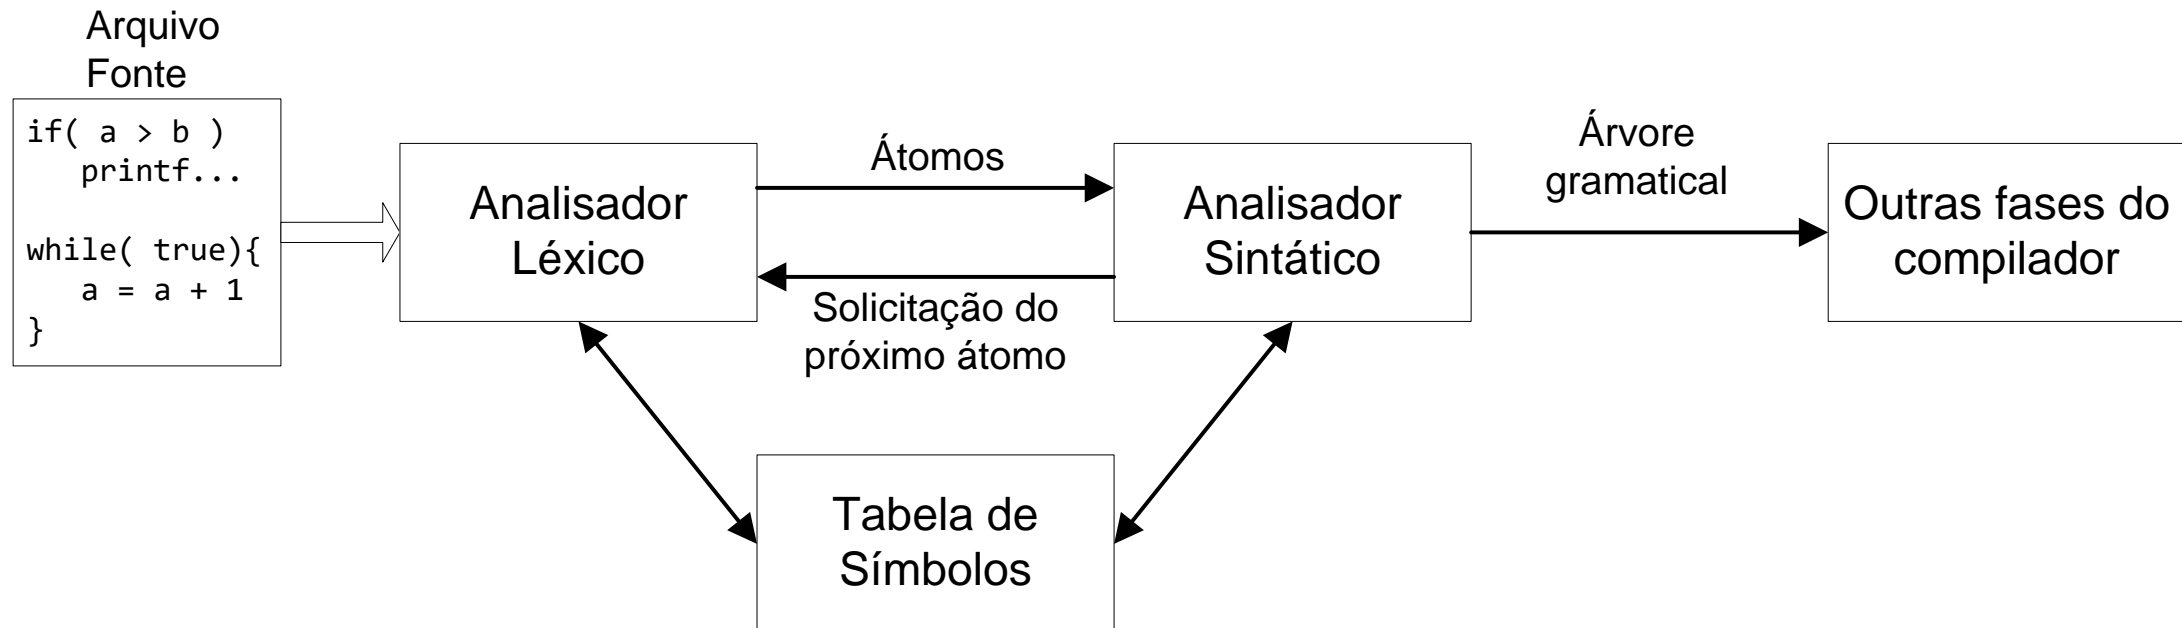 Arquivo
Fonte
if( a > b )
   printf...
while( true){
   a = a + 1
}
Analisador
Léxico
Átomos
Solicitação do
próximo átomo
Analisador
Sintático
Árvore
gramatical
Outras fases do
compilador
Tabela de
Símbolos